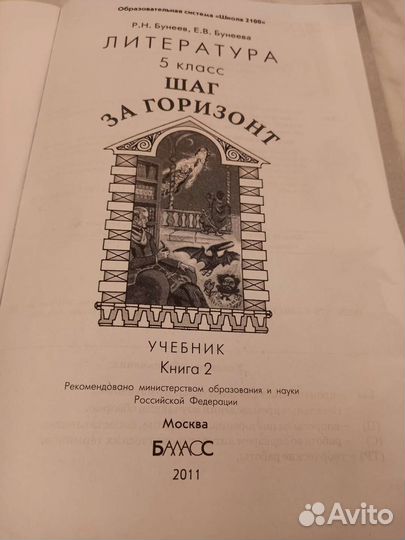 Образовательная система «Школа 2100»
Р.Н. Бунеев, Е.В. Бунеева
ЛИТЕРАТУРА
5 класс
ШАГ
ЗА ГОРИЗОНТ
УЧЕБНИК
Книга 2
Рекомендовано министерством образования и науки
Российской Федерации
Москва
БАЛАСС
2011
Avito